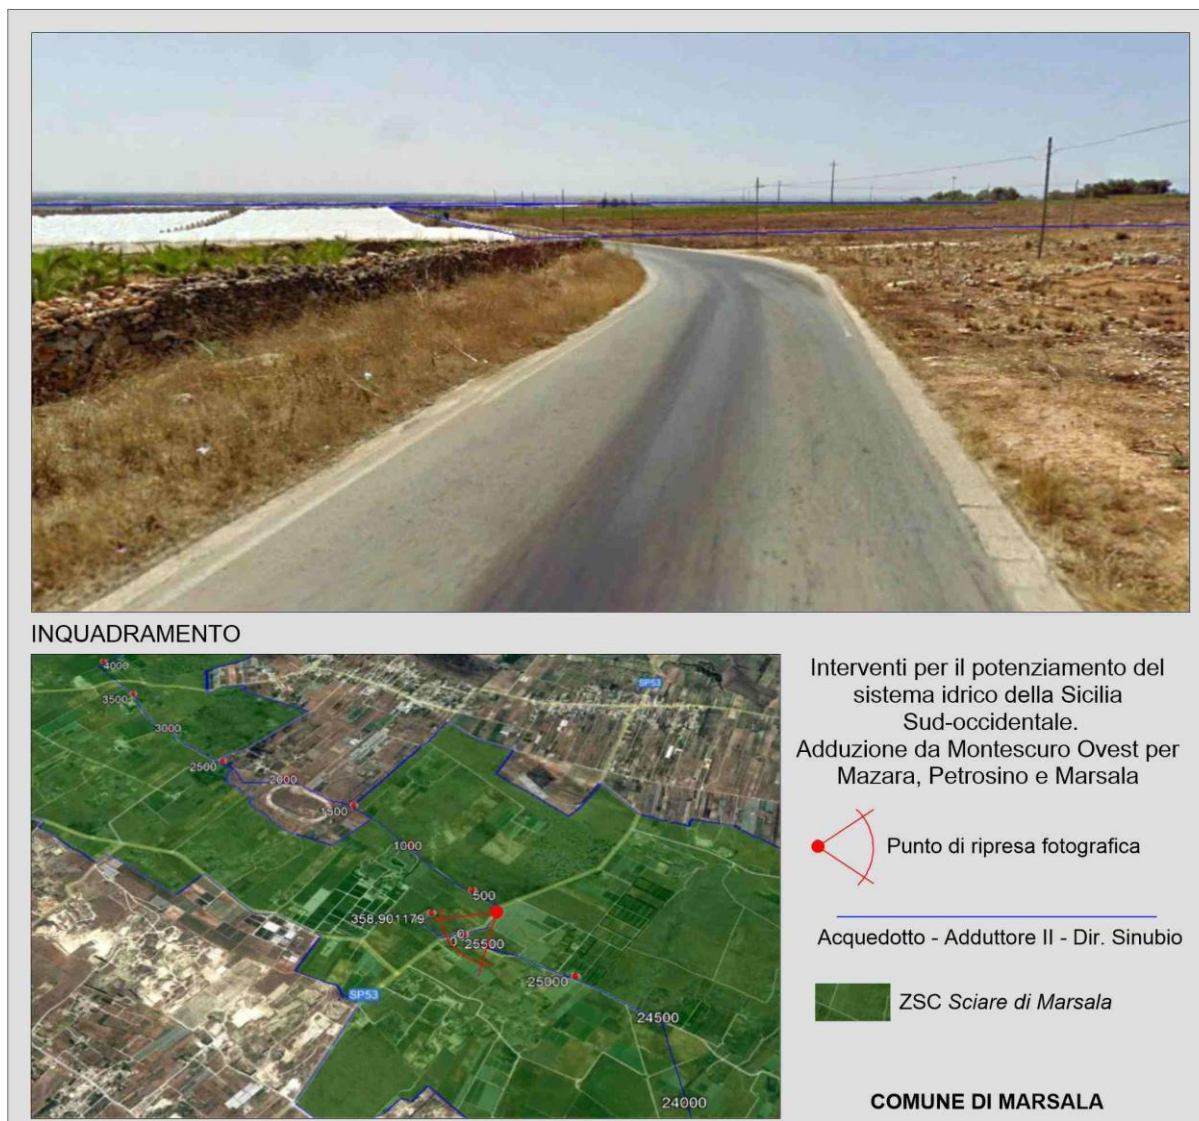 INQUADRAMENTO
Interventi per il potenziamento del
sistema idrico della Sicilia
Sud-occidentale.
Adduzione da Montescuro Ovest per
Mazara, Petrosino e Marsala
Punto di ripresa fotografica
Acquedotto - Adduttore II - Dir. Sinubio
ZSC Sciare di Marsala
COMUNE DI MARSALA
4000
3500
3000
2500
2000
1500
1000
500
358.901179
0
25500
25000
24500
24000
SP53
SP53